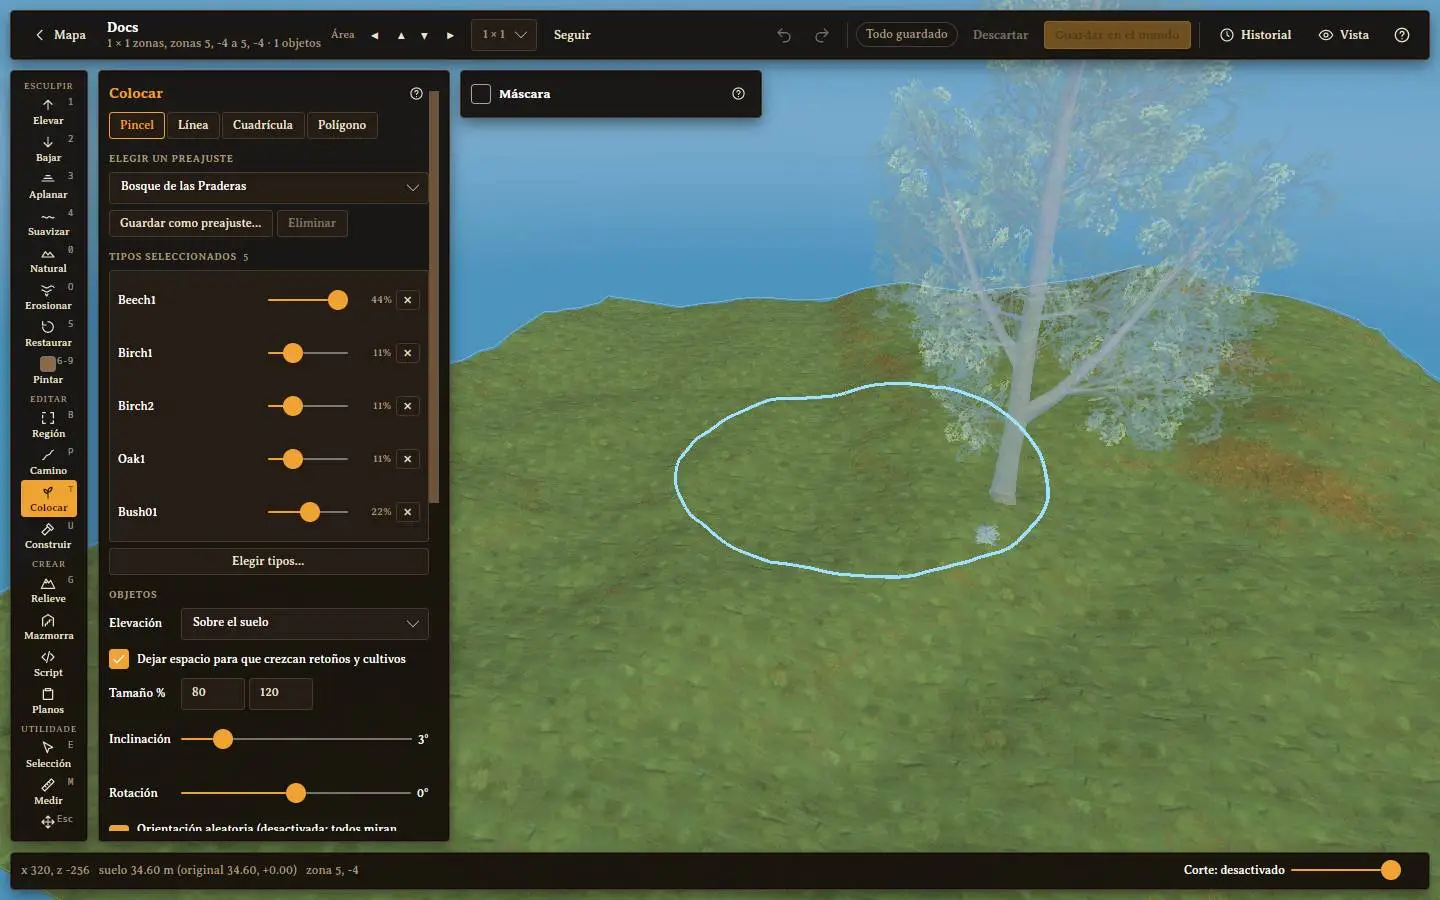 Mapa
Docs
1 × 1 zonas, zonas 5, -4 a 5, -4 · 1 objetos
Área
1 × 1
Seguir
Todo guardado
Descartar
Guardar en el mundo
Historial
Vista
ESCULPIR
1
Elevar
2
Bajar
3
Aplanar
4
Suavizar
0
Natural
O
Erosionar
5
Restaurar
6-9
Pintar
EDITAR
B
Región
P
Camino
T
Colocar
U
Construir
CREAR
G
Relieve
Mazmorra
Script
Planos
UTILIDADE
E
Selección
M
Medir
Esc
Colocar
Pincel
Línea
Cuadrícula
Polígono
ELEGIR UN PREAJUSTE
Bosque de las Praderas
Guardar como preajuste...
Eliminar
TIPOS SELECCIONADOS 5
Beech1 44%
Birch1 11%
Birch2 11%
Oak1 11%
Bush01 22%
Elegir tipos...
OBJETOS
Elevación Sobre el suelo
Dejar espacio para que crezcan retoños y cultivos
Tamaño % 80 120
Inclinación 3°
Rotación 0°
Orientación aleatoria (desactivada: todos miran
Máscara
x 320, z -256 suelo 34.60 m (original 34.60, +0.00) zona 5, -4
Corte: desactivado